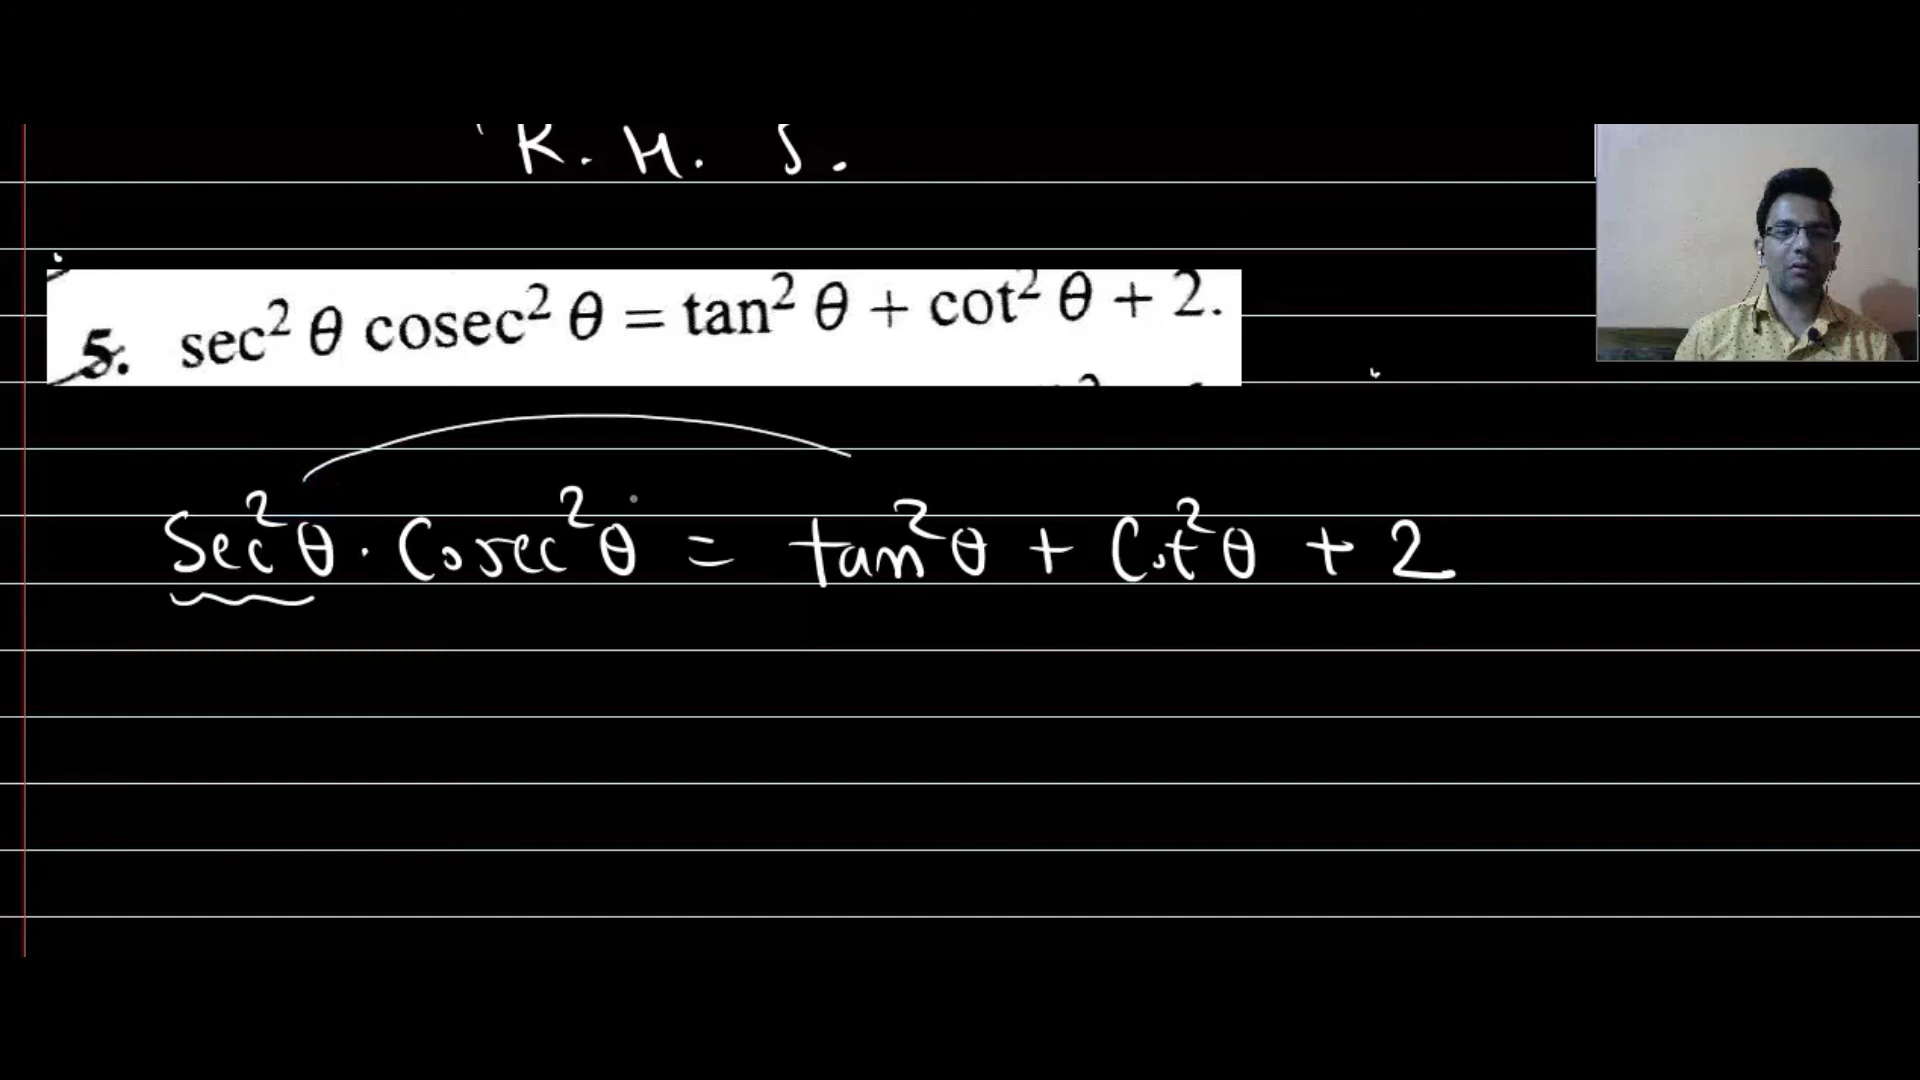 R. H. S.
5. sec² θ cosec² θ = tan² θ + cot² θ + 2.
Sec²θ · Cosec²θ = tan²θ + Cot²θ + 2